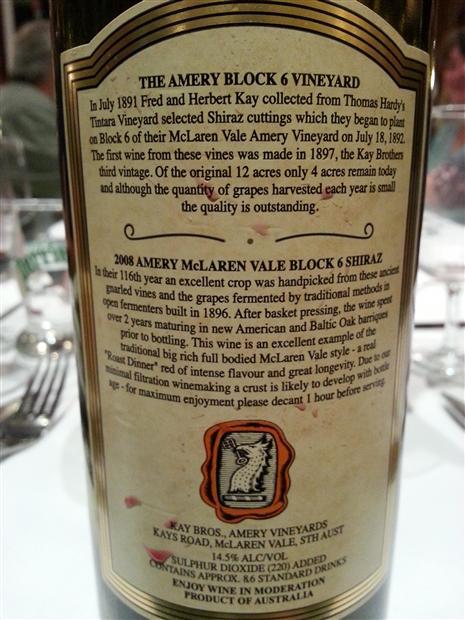 THE AMERY BLOCK 6 VINEYARD
In July 1891 Fred and Herbert Kay collected from Thomas Hardy's
Tintara Vineyard selected Shiraz cuttings which they began to plant
on Block 6 of their McLaren Vale Amery Vineyard on July 18, 1892.
The first wine from these vines was made in 1897, the Kay Brothers
third vintage. Of the original 12 acres only 4 acres remain today
and although the quantity of grapes harvested each year is small
the quality is outstanding.
2008 AMERY McLAREN VALE BLOCK 6 SHIRAZ
In their 116th year an excellent crop was handpicked from these ancient
gnarled vines and the grapes fermented by traditional methods in
open fermenters built in 1896. After basket pressing, the wine spent
over 2 years maturing in new American and Baltic Oak barriques
prior to bottling. This wine is an excellent example of the
traditional big rich full bodied McLaren Vale style - a real
"Roast Dinner" red of intense flavour and great longevity. Due to our
minimal filtration winemaking a crust is likely to develop with bottle
age - for maximum enjoyment please decant 1 hour before serving.
KAY BROS., AMERY VINEYARDS
KAYS ROAD, McLAREN VALE, STH AUST
14.5% ALC/VOL
SULPHUR DIOXIDE (220) ADDED
CONTAINS APPROX. 8.6 STANDARD DRINKS
ENJOY WINE IN MODERATION
PRODUCT OF AUSTRALIA